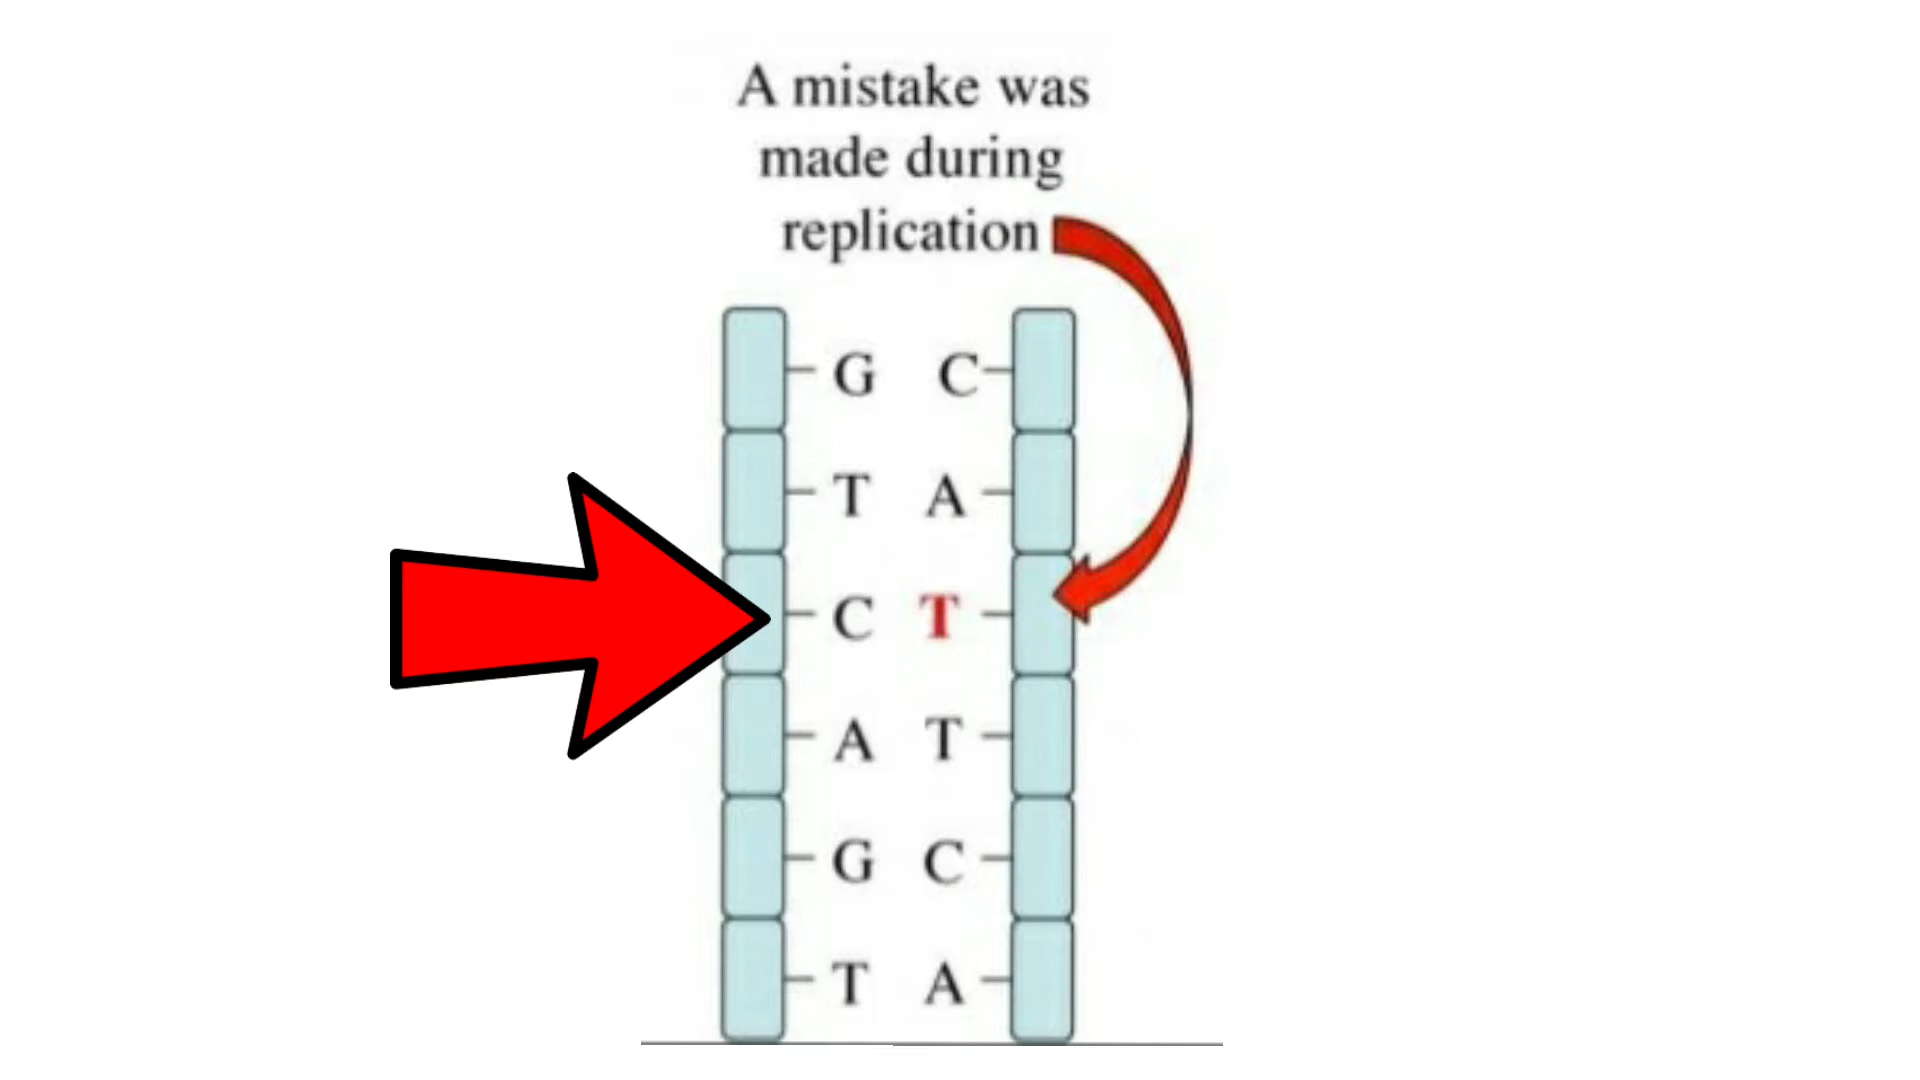 A mistake was
made during
replication
G C
T A
C T
A T
G C
T A